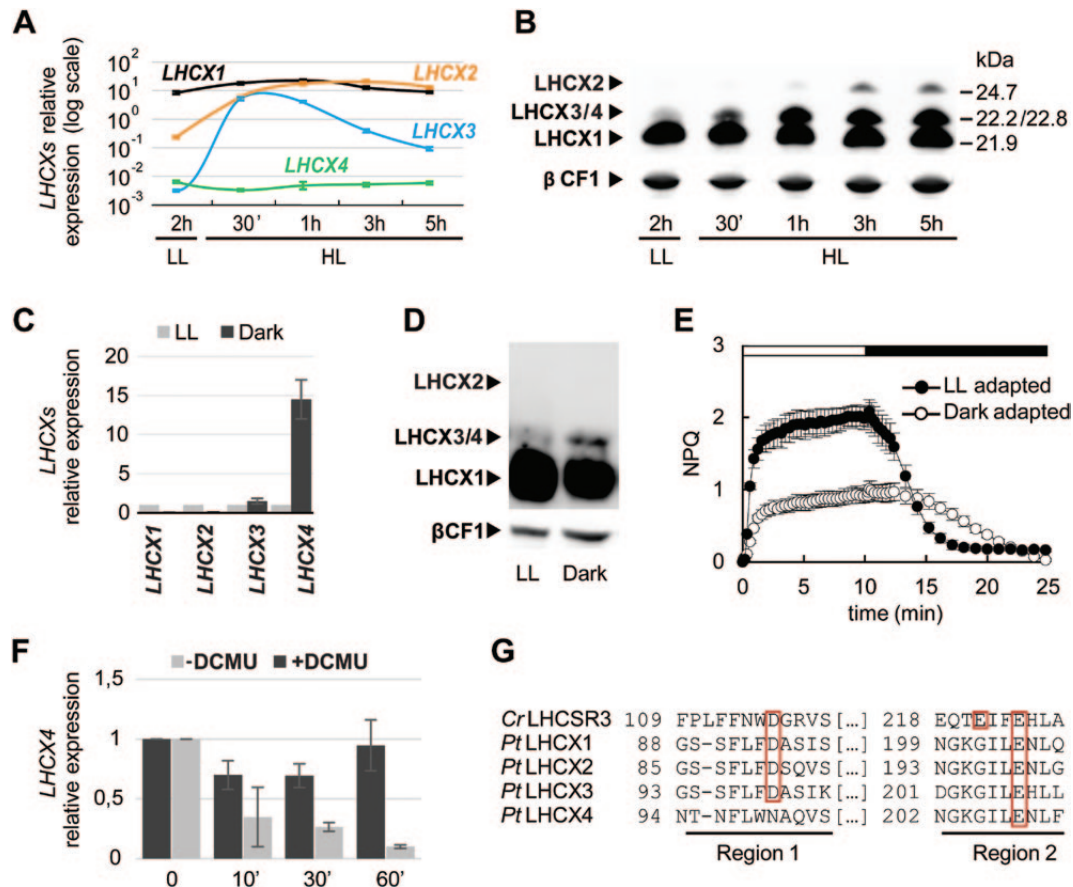 A
LHCXs relative
expression (log scale)
10²
10¹
10⁰
10⁻¹
10⁻²
10⁻³
LHCX1
LHCX2
LHCX3
LHCX4
2h 30' 1h 3h 5h
LL HL
B
kDa
LHCX2
24.7
LHCX3/4
22.2/22.8
LHCX1
21.9
β CF1
2h 30' 1h 3h 5h
LL HL
C
LL Dark
LHCXs
relative expression
20
15
10
5
0
LHCX1 LHCX2 LHCX3 LHCX4
D
LHCX2
LHCX3/4
LHCX1
βCF1
LL Dark
E
NPQ
3
2
1
0
LL adapted
Dark adapted
0 5 10 15 20 25
time (min)
F
-DCMU +DCMU
LHCX4
relative expression
1,5
1
0,5
0
0 10' 30' 60'
G
CrLHCSR3 109 FPLFFNWDGRVS [...] 218 EQTEIFEHLA
PtLHCX1 88 GS-SFLFDASIS [...] 199 NGKGILENLQ
PtLHCX2 85 GS-SFLFDSQVS [...] 193 NGKGILENLG
PtLHCX3 93 GS-SFLFDASIK [...] 201 DGKGILEHLL
PtLHCX4 94 NT-NFLWNAQVS [...] 202 NGKGILENLF
Region 1 Region 2